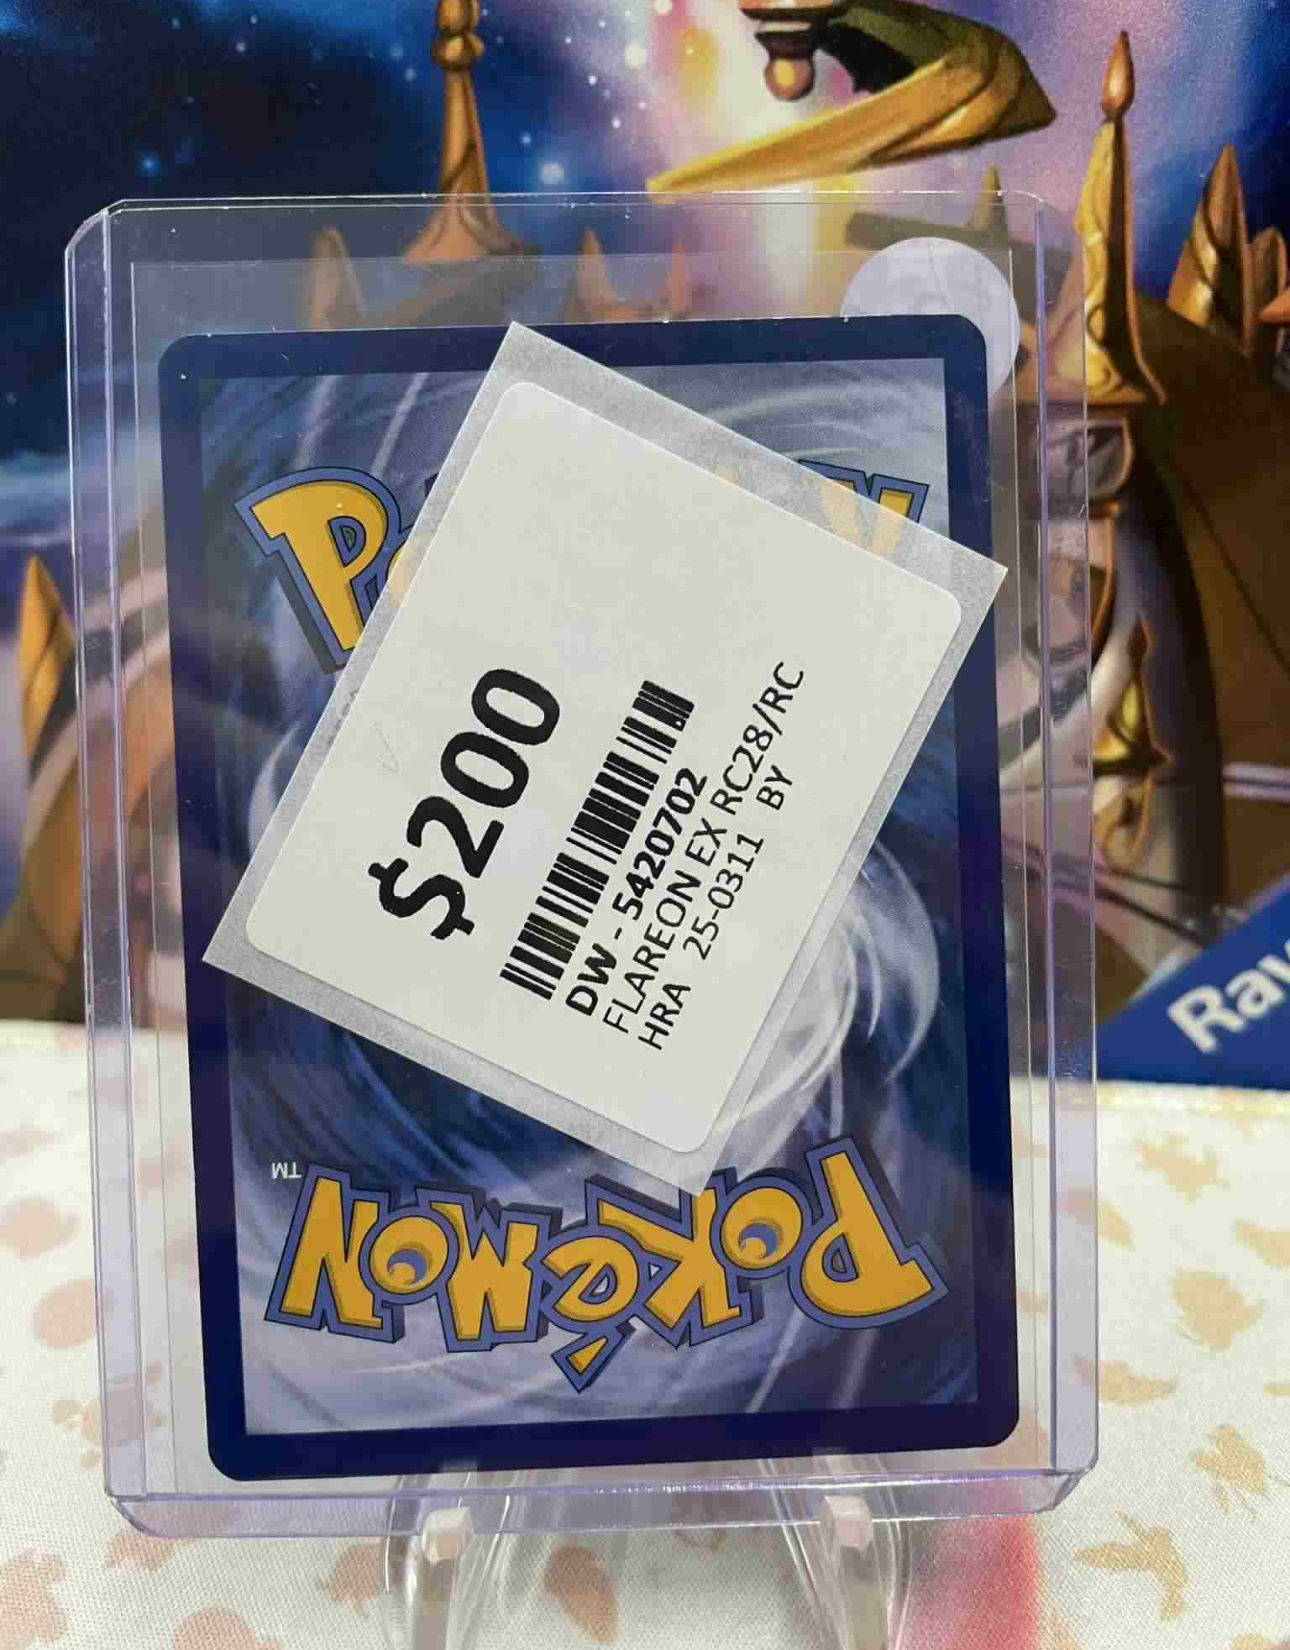 $200
DW - 5420702
FLAREON EX RC28/RC
HRA 25-0311 BY
POKéMON
TM